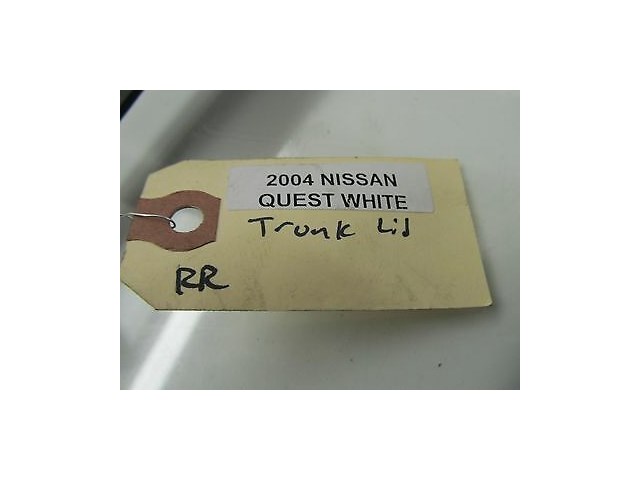 2004 NISSAN
QUEST WHITE
Trunk Lid
RR